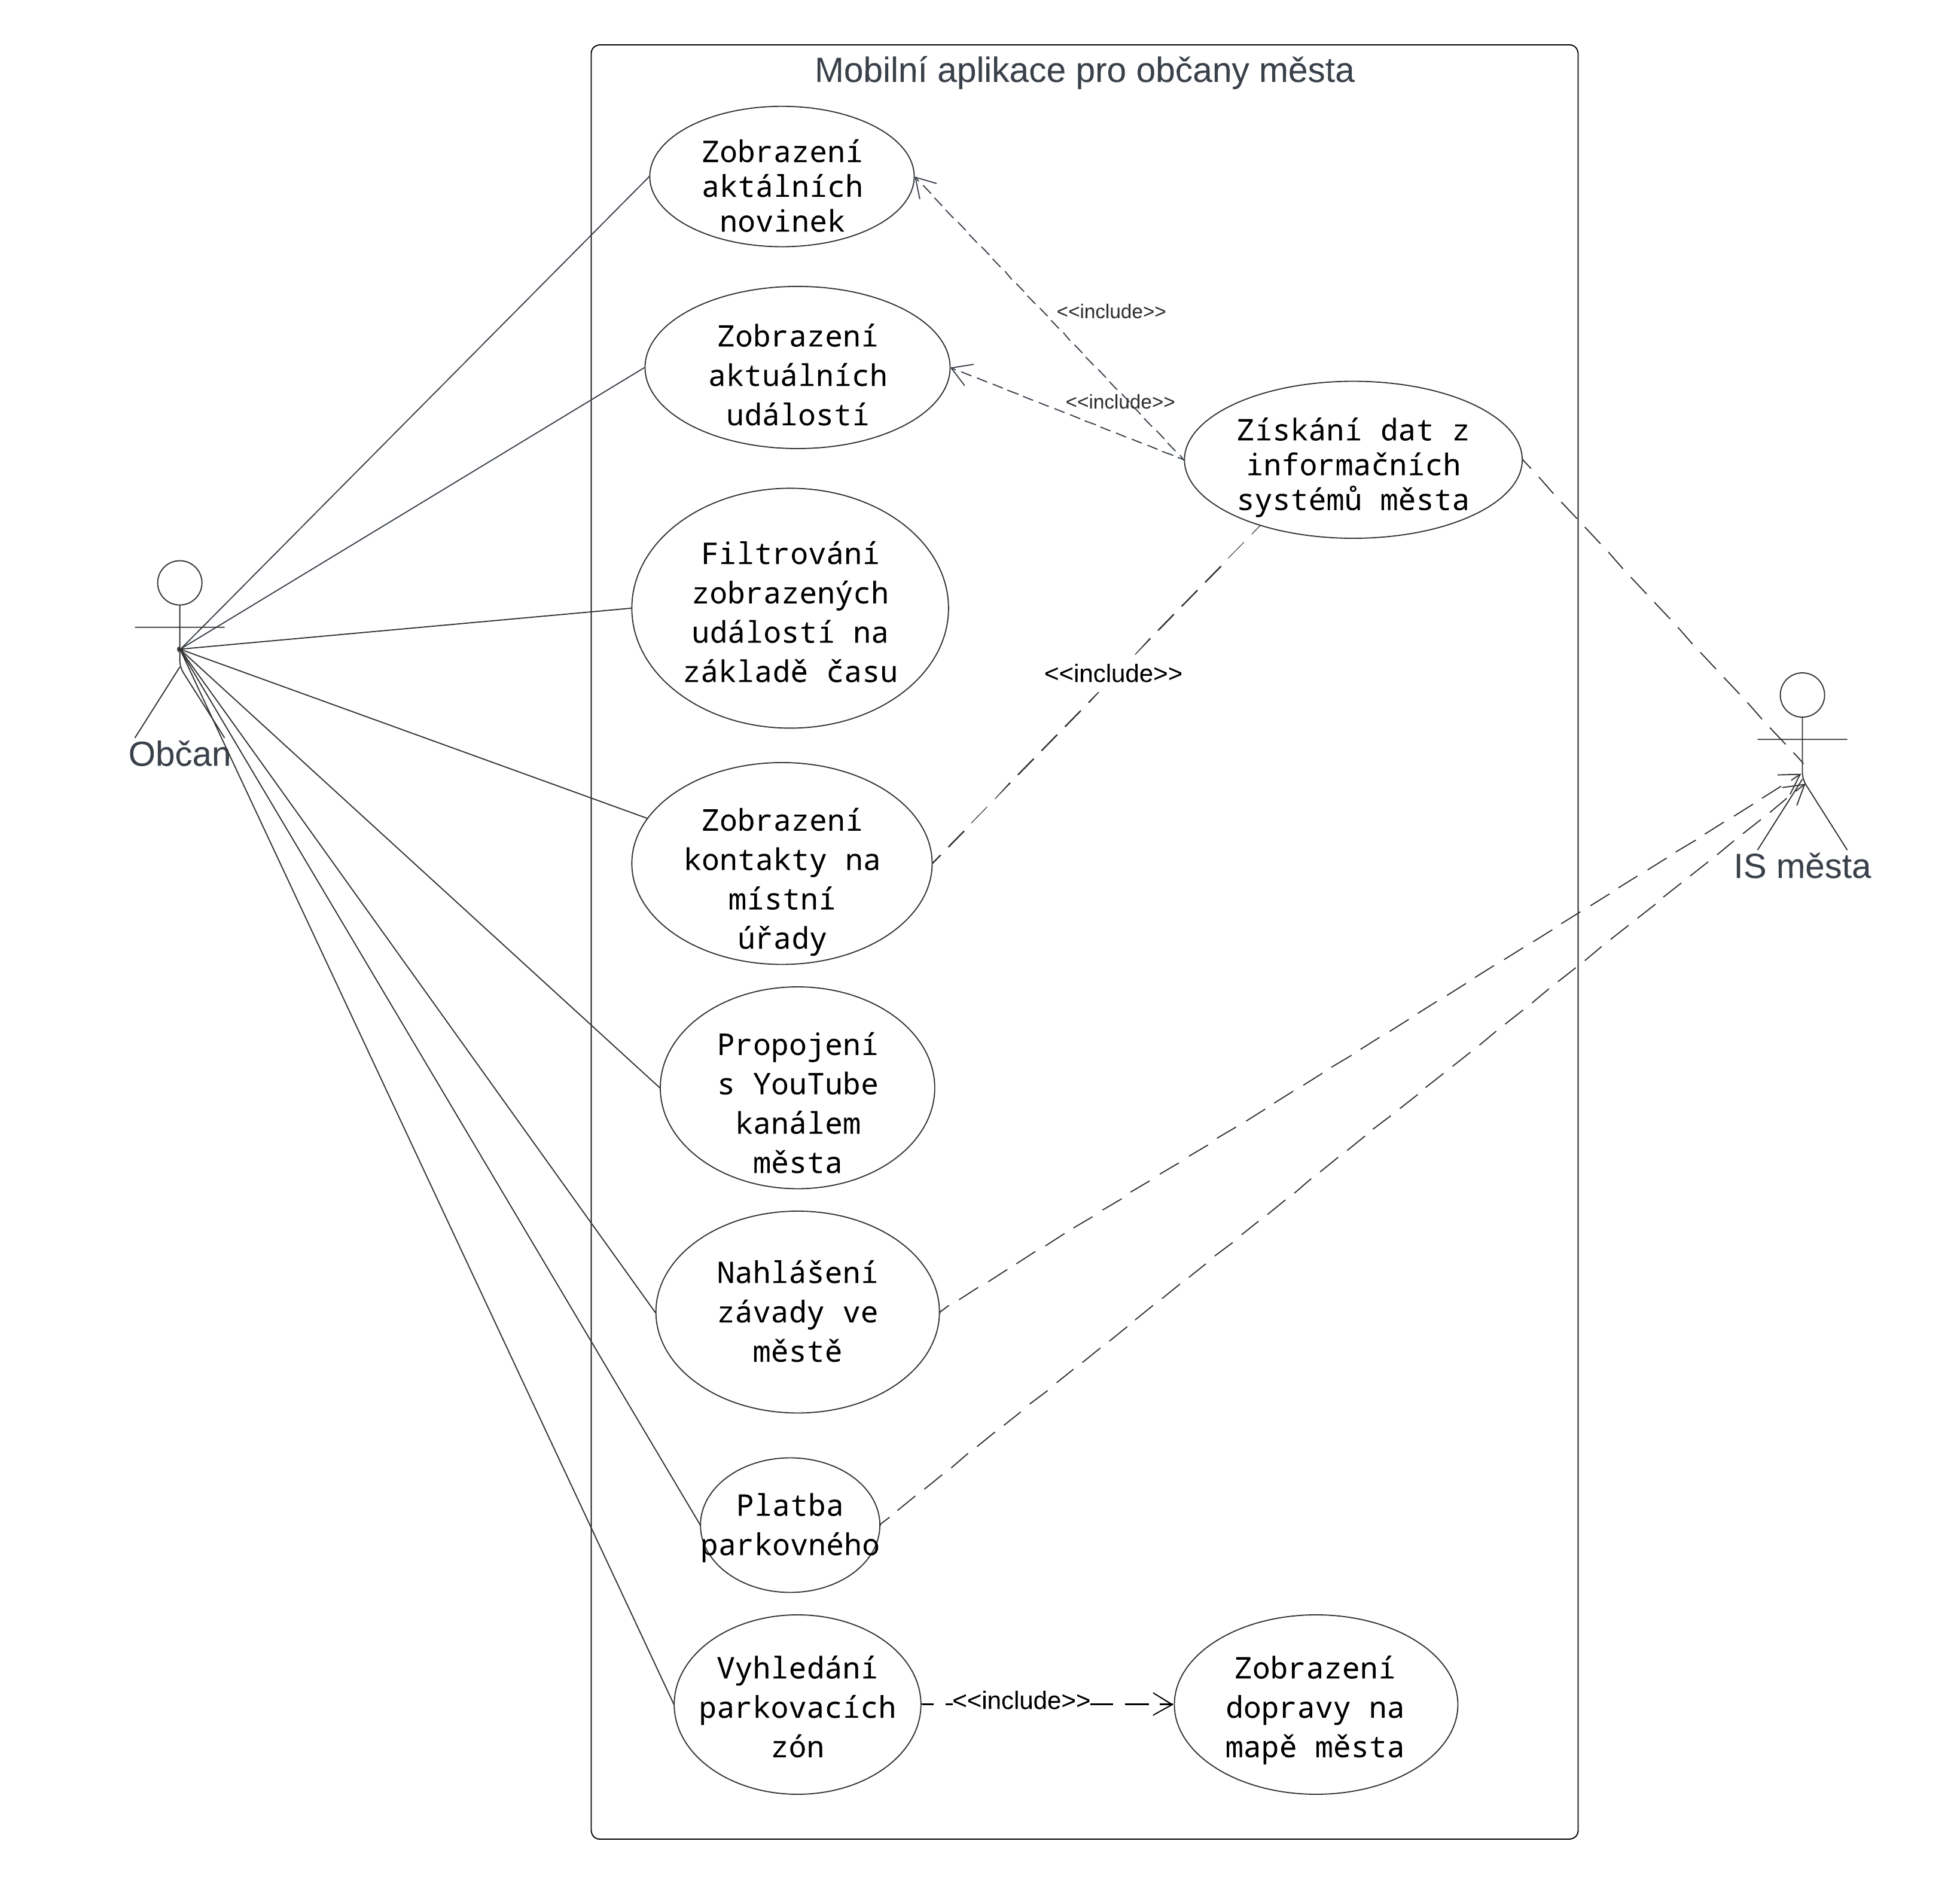 Mobilní aplikace pro občany města
Zobrazení
aktálních
novinek
<<include>>
Zobrazení
aktuálních
událostí
<<include>>
Získání dat z
informačních
systémů města
Filtrování
zobrazených
událostí na
základě času
<<include>>
Občan
IS města
Zobrazení
kontakty na
místní
úřady
Propojení
s YouTube
kanálem
města
Nahlášení
závady ve
městě
Platba
parkovného
Vyhledání
parkovacích
zón
<<include>>
Zobrazení
dopravy na
mapě města